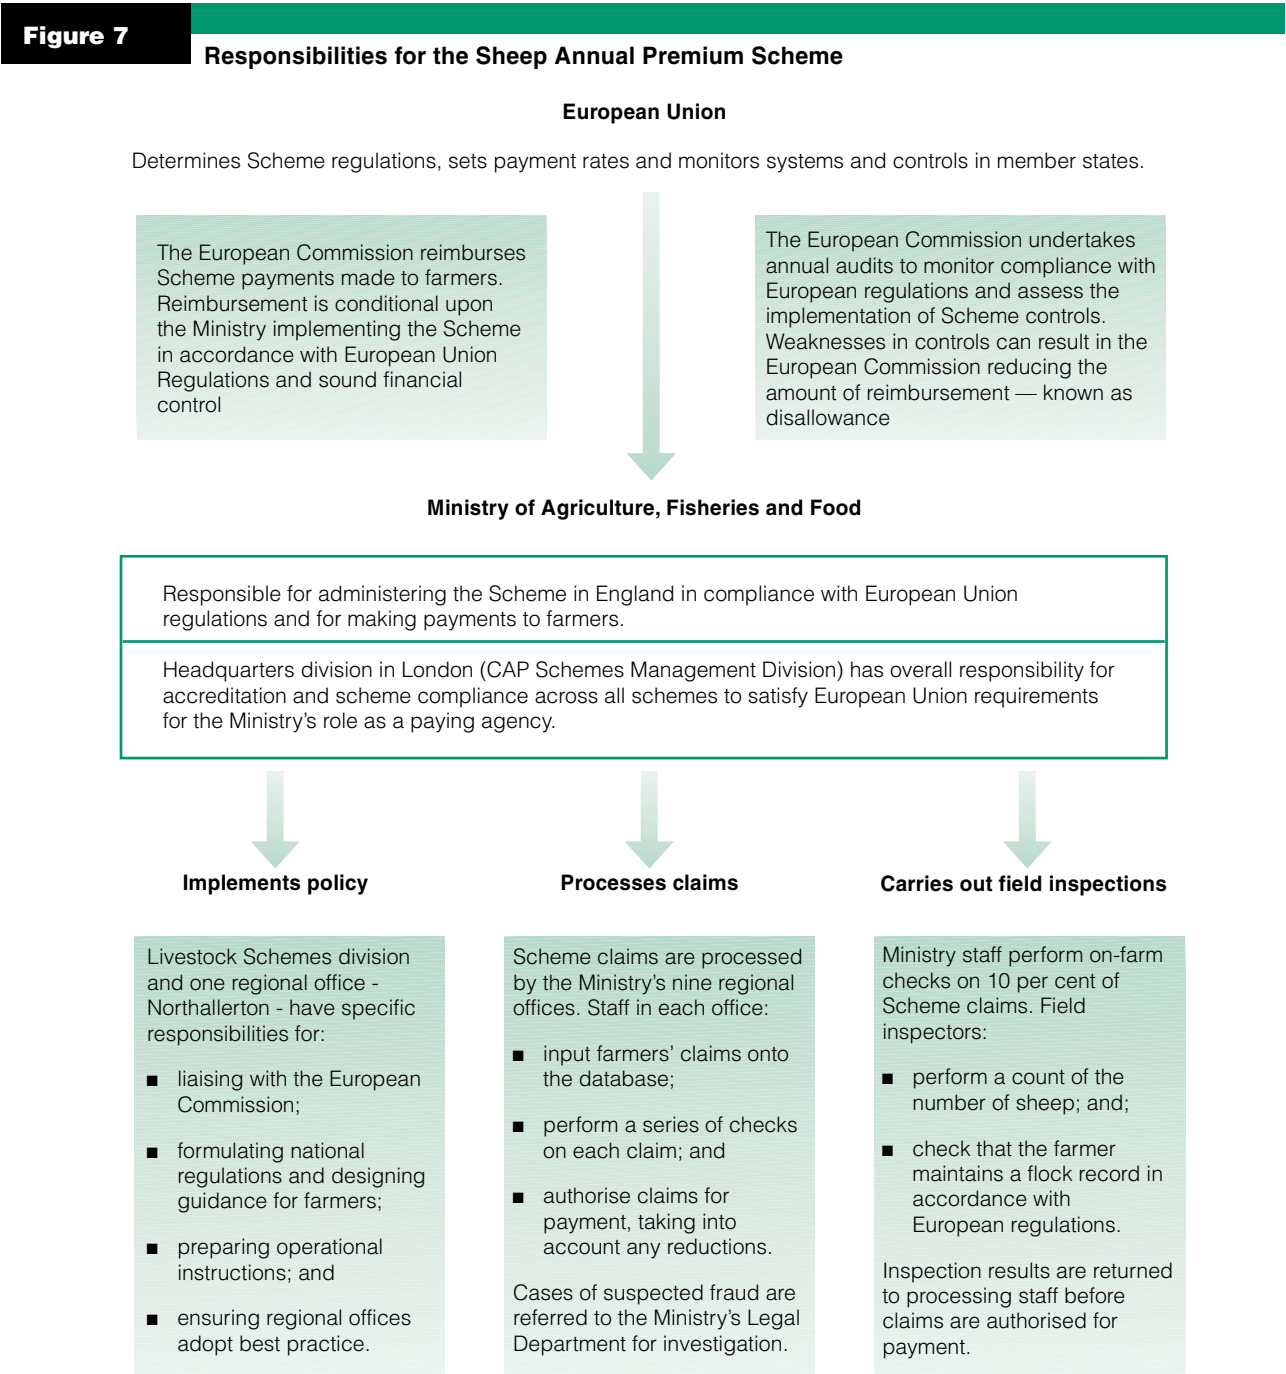 Figure 7
Responsibilities for the Sheep Annual Premium Scheme
European Union
Determines Scheme regulations, sets payment rates and monitors systems and controls in member states.
The European Commission reimburses
Scheme payments made to farmers.
Reimbursement is conditional upon
the Ministry implementing the Scheme
in accordance with European Union
Regulations and sound financial
control
The European Commission undertakes
annual audits to monitor compliance with
European regulations and assess the
implementation of Scheme controls.
Weaknesses in controls can result in the
European Commission reducing the
amount of reimbursement — known as
disallowance
Ministry of Agriculture, Fisheries and Food
Responsible for administering the Scheme in England in compliance with European Union
regulations and for making payments to farmers.
Headquarters division in London (CAP Schemes Management Division) has overall responsibility for
accreditation and scheme compliance across all schemes to satisfy European Union requirements
for the Ministry’s role as a paying agency.
Implements policy
Livestock Schemes division
and one regional office -
Northallerton - have specific
responsibilities for:
■ liaising with the European
Commission;
■ formulating national
regulations and designing
guidance for farmers;
■ preparing operational
instructions; and
■ ensuring regional offices
adopt best practice.
Processes claims
Scheme claims are processed
by the Ministry’s nine regional
offices. Staff in each office:
■ input farmers’ claims onto
the database;
■ perform a series of checks
on each claim; and
■ authorise claims for
payment, taking into
account any reductions.
Cases of suspected fraud are
referred to the Ministry’s Legal
Department for investigation.
Carries out field inspections
Ministry staff perform on-farm
checks on 10 per cent of
Scheme claims. Field
inspectors:
■ perform a count of the
number of sheep; and;
■ check that the farmer
maintains a flock record in
accordance with
European regulations.
Inspection results are returned
to processing staff before
claims are authorised for
payment.